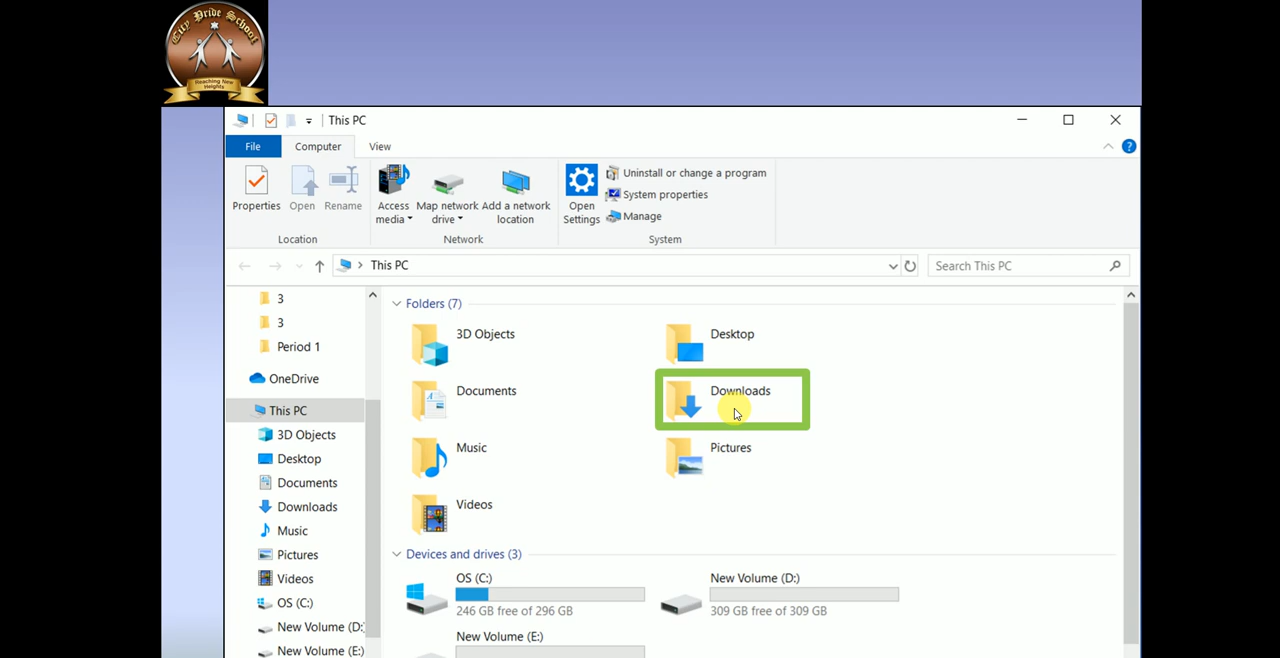 City Pride School
Reaching New
Heights
This PC
File Computer View
Properties Open Rename
Access media Map network drive Add a network location
Open Settings
Uninstall or change a program
System properties
Manage
Location Network System
This PC
Search This PC
3
3
Period 1
OneDrive
This PC
3D Objects
Desktop
Documents
Downloads
Music
Pictures
Videos
OS (C:)
New Volume (D:
New Volume (E:)
Folders (7)
3D Objects
Desktop
Documents
Downloads
Music
Pictures
Videos
Devices and drives (3)
OS (C:)
246 GB free of 296 GB
New Volume (D:)
309 GB free of 309 GB
New Volume (E:)